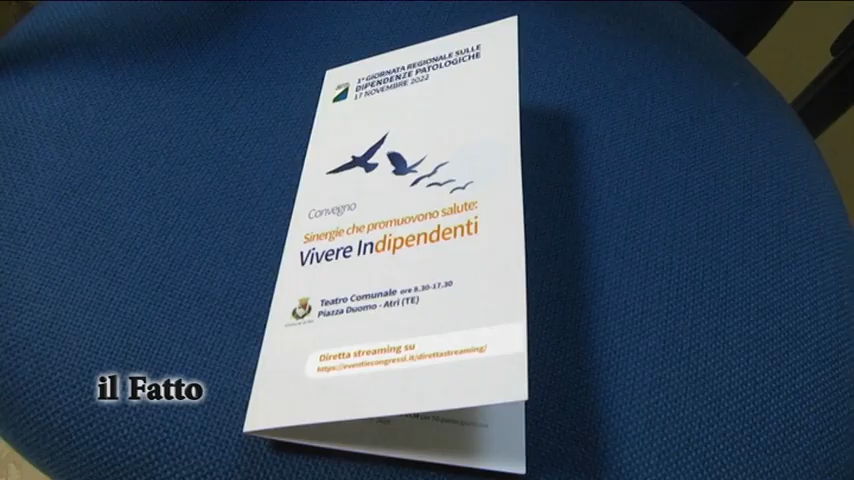 1ª GIORNATA REGIONALE SULLE
DIPENDENZE PATOLOGICHE
17 NOVEMBRE 2022
Convegno
Sinergie che promuovono salute:
Vivere Indipendenti
Teatro Comunale ore 8.30-17.30
Piazza Duomo - Atri (TE)
Diretta streaming su
https://eventiecongressi.it/direttastreaming/
il Fatto